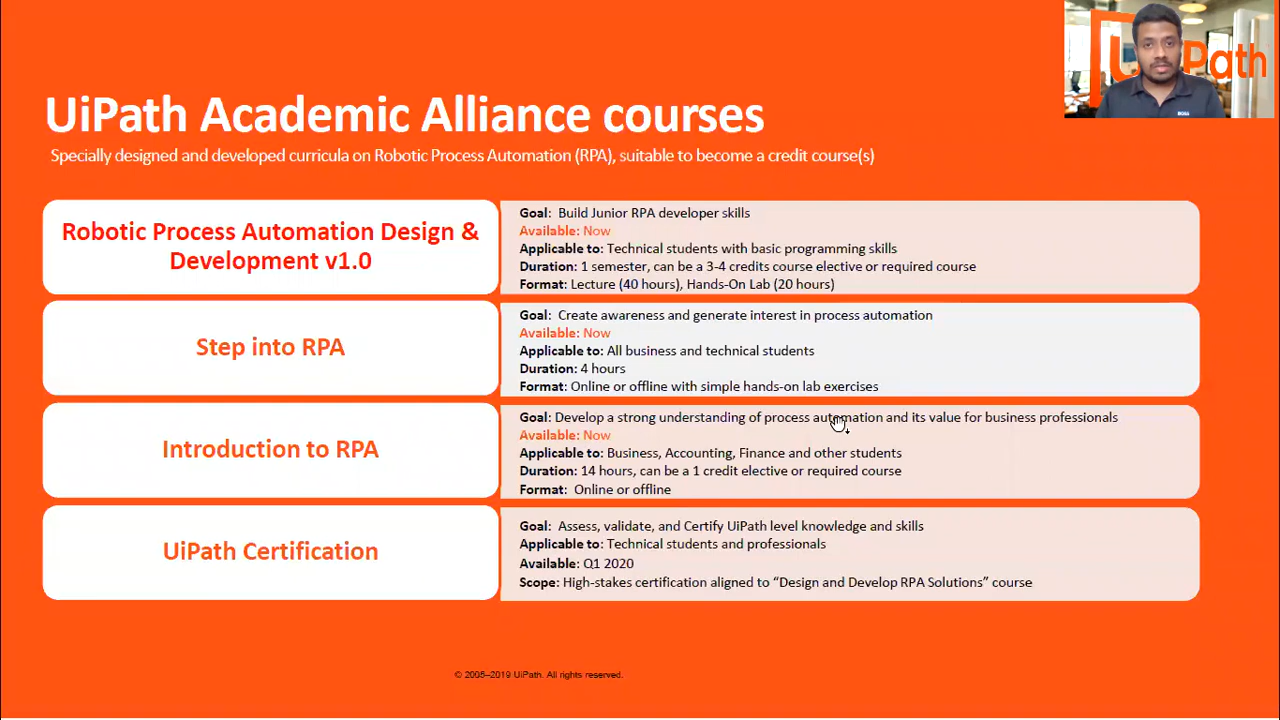 UiPath
UiPath Academic Alliance courses
Specially designed and developed curricula on Robotic Process Automation (RPA), suitable to become a credit course(s)
Robotic Process Automation Design &
Development v1.0
Goal: Build Junior RPA developer skills
Available: Now
Applicable to: Technical students with basic programming skills
Duration: 1 semester, can be a 3-4 credits course elective or required course
Format: Lecture (40 hours), Hands-On Lab (20 hours)
Step into RPA
Goal: Create awareness and generate interest in process automation
Available: Now
Applicable to: All business and technical students
Duration: 4 hours
Format: Online or offline with simple hands-on lab exercises
Introduction to RPA
Goal: Develop a strong understanding of process automation and its value for business professionals
Available: Now
Applicable to: Business, Accounting, Finance and other students
Duration: 14 hours, can be a 1 credit elective or required course
Format: Online or offline
UiPath Certification
Goal: Assess, validate, and Certify UiPath level knowledge and skills
Applicable to: Technical students and professionals
Available: Q1 2020
Scope: High-stakes certification aligned to “Design and Develop RPA Solutions” course
© 2005–2019 UiPath. All rights reserved.